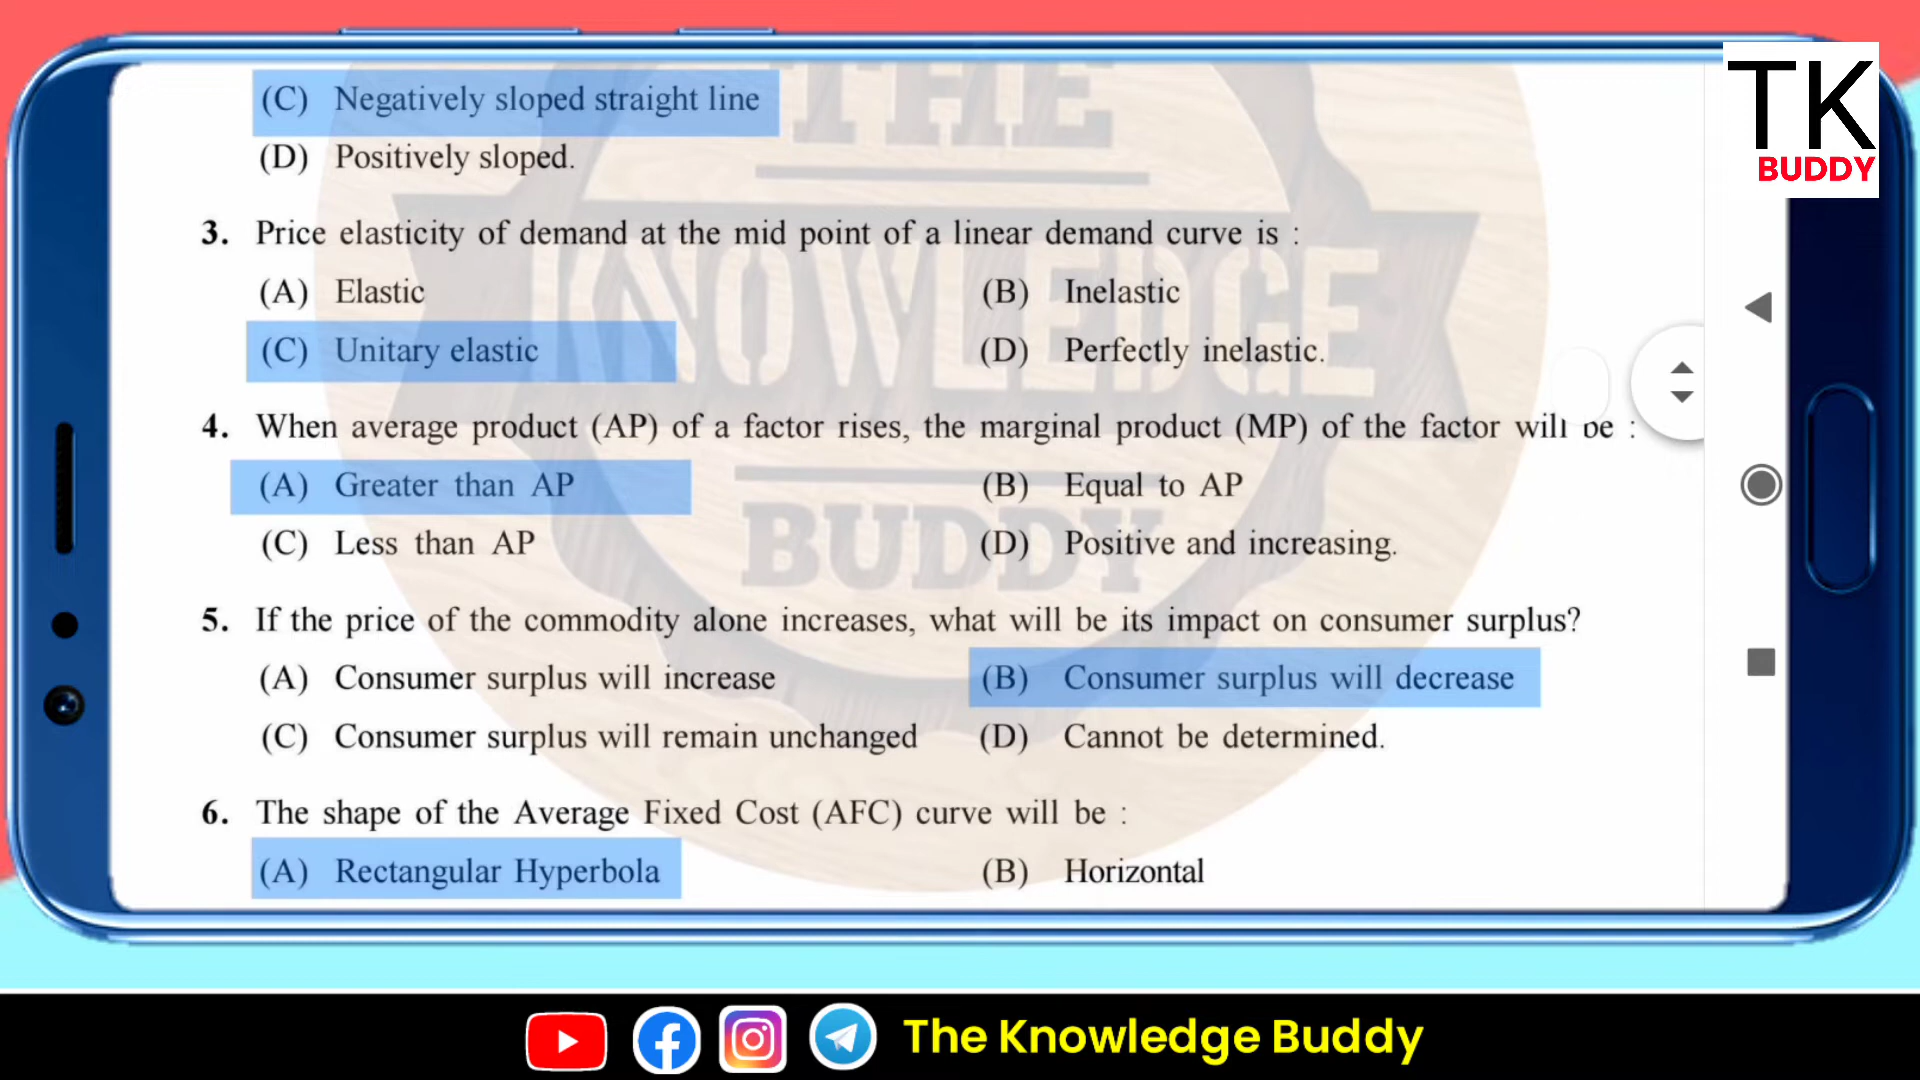 THE
TK
BUDDY
(C) Negatively sloped straight line
(D) Positively sloped.
3. Price elasticity of demand at the mid point of a linear demand curve is :
(A) Elastic (B) Inelastic
(C) Unitary elastic (D) Perfectly inelastic.
KNOWLEDGE
4. When average product (AP) of a factor rises, the marginal product (MP) of the factor will be :
(A) Greater than AP (B) Equal to AP
(C) Less than AP (D) Positive and increasing.
BUDDY
5. If the price of the commodity alone increases, what will be its impact on consumer surplus?
(A) Consumer surplus will increase (B) Consumer surplus will decrease
(C) Consumer surplus will remain unchanged (D) Cannot be determined.
6. The shape of the Average Fixed Cost (AFC) curve will be :
(A) Rectangular Hyperbola (B) Horizontal
The Knowledge Buddy